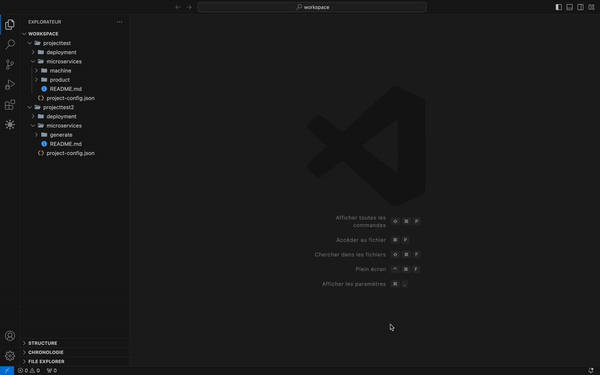 workspace
EXPLORATEUR
WORKSPACE
projecttest
deployment
microservices
machine
product
README.md
project-config.json
projecttest2
deployment
microservices
generate
README.md
project-config.json
Afficher toutes les
commandes ⇧ ⌘ P
Accéder au fichier ⌘ P
Chercher dans les fichiers ⇧ ⌘ F
Plein écran ⌃ ⌘ F
Afficher les paramètres ⌘ ,
STRUCTURE
CHRONOLOGIE
FILE EXPLORER
0 0 0